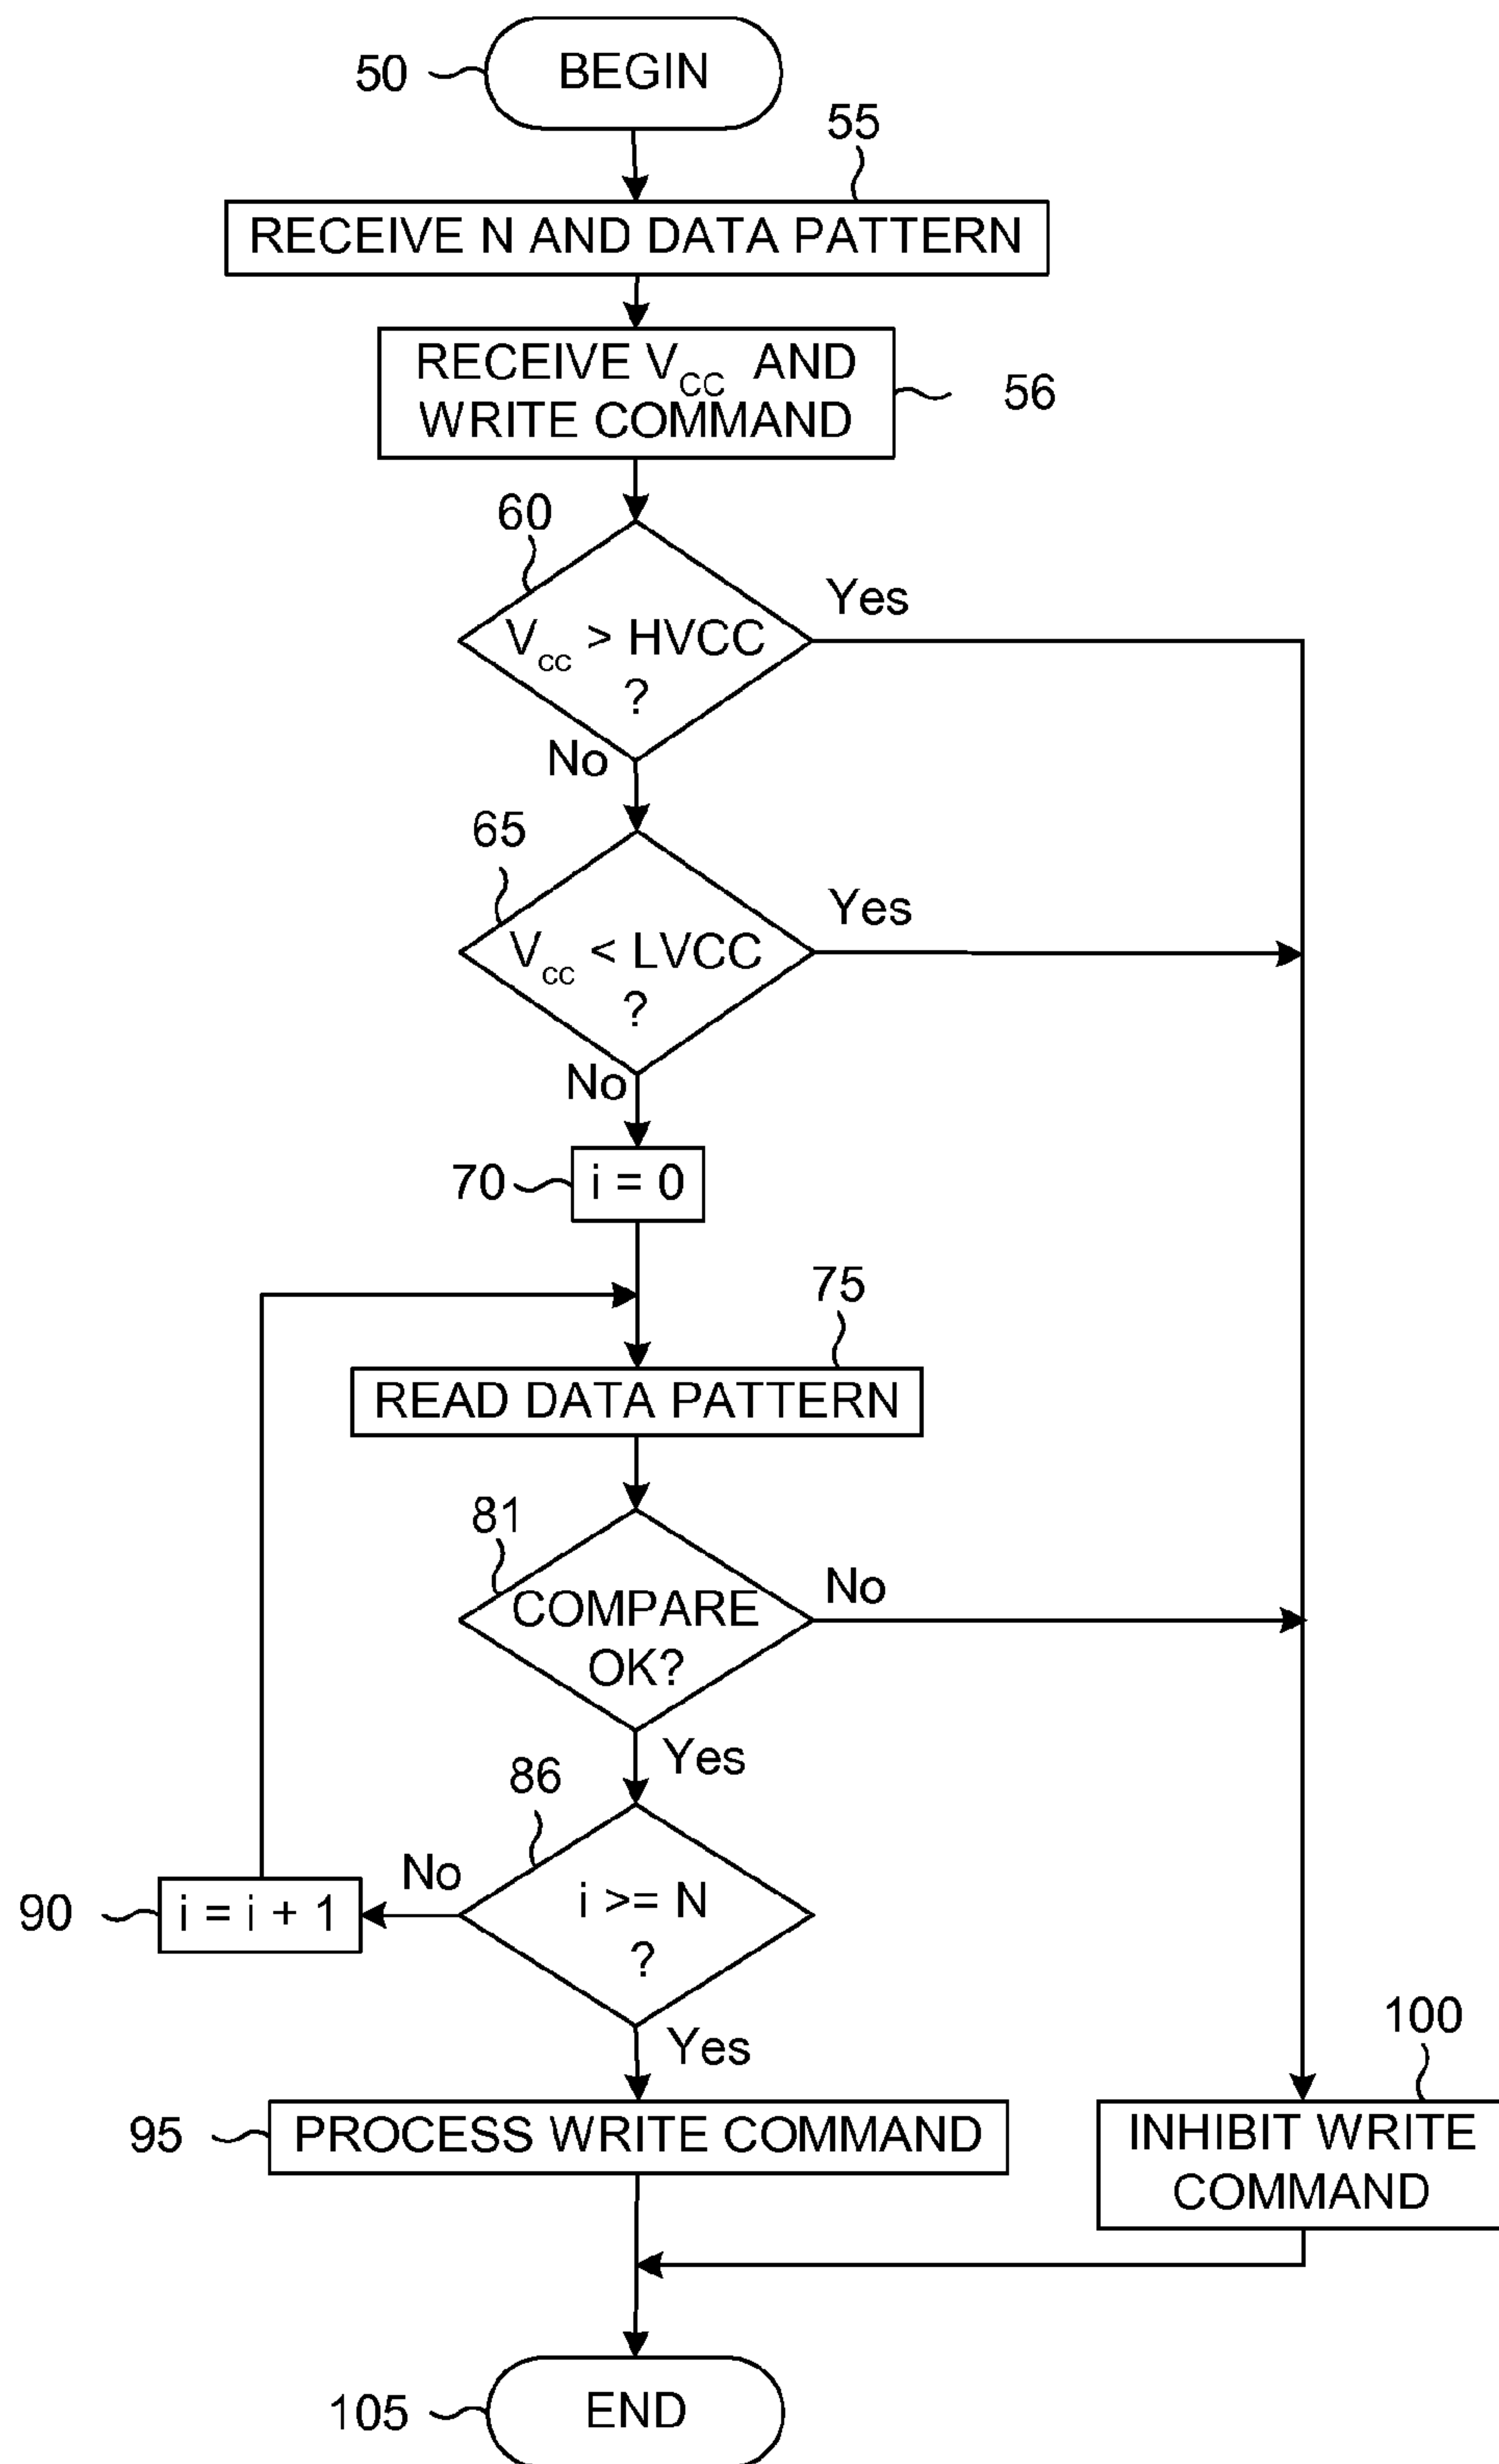 50
BEGIN
55
RECEIVE N AND DATA PATTERN
RECEIVE VCC AND
WRITE COMMAND
56
60
Yes
Vcc > HVCC
?
No
65
Yes
Vcc < LVCC
?
No
70
i = 0
75
READ DATA PATTERN
81
No
COMPARE
OK?
Yes
86
No
i >= N
?
90
i = i + 1
Yes
100
95
PROCESS WRITE COMMAND
INHIBIT WRITE
COMMAND
105
END